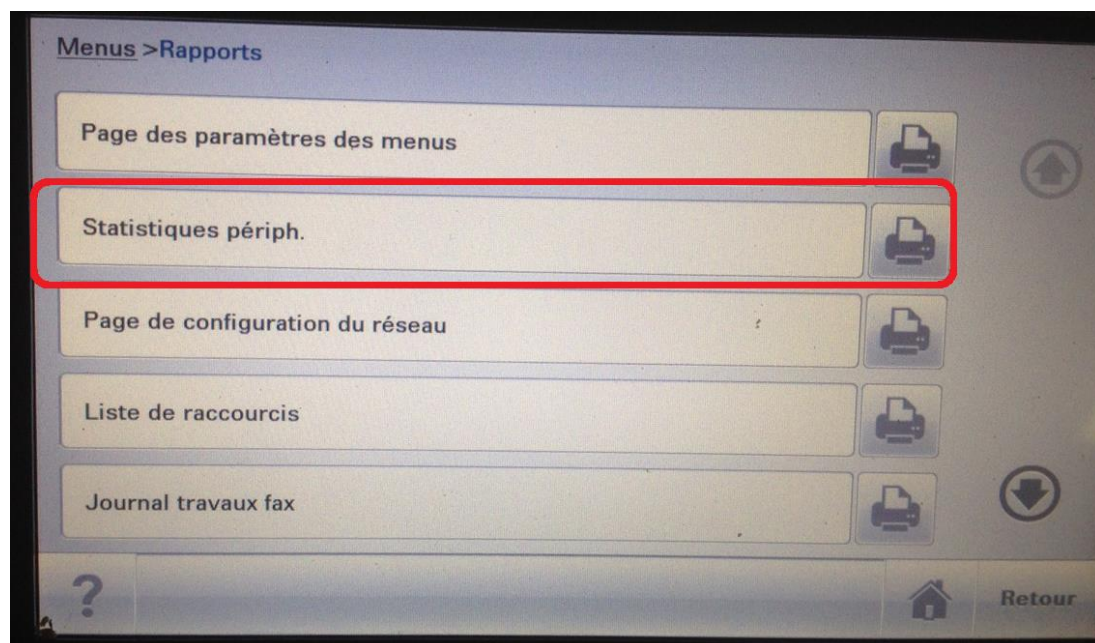 Menus >Rapports
Page des paramètres des menus
Statistiques périph.
Page de configuration du réseau
Liste de raccourcis
Journal travaux fax
?
Retour